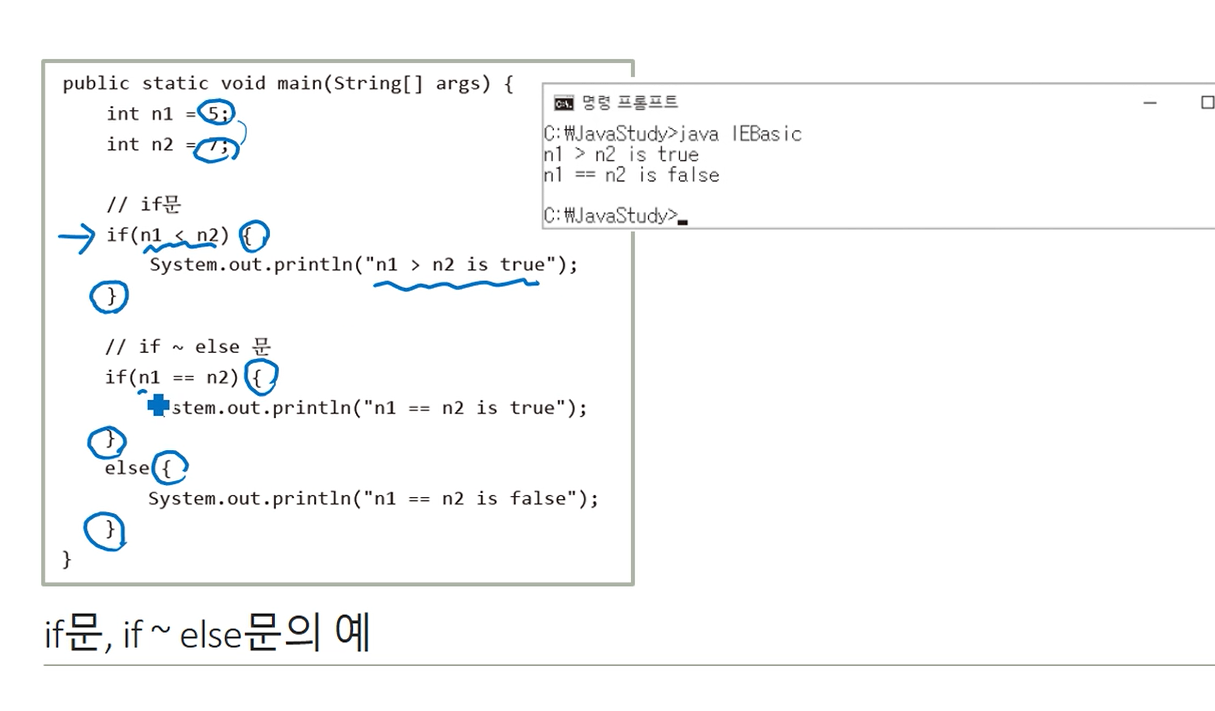 public static void main(String[] args) {
int n1 = 5;
int n2 = 7;
// if문
if(n1 < n2) {
System.out.println("n1 > n2 is true");
}
// if ~ else 문
if(n1 == n2) {
stem.out.println("n1 == n2 is true");
}
else {
System.out.println("n1 == n2 is false");
}
}
명령 프롬프트
C:₩JavaStudy>java IEBasic
n1 > n2 is true
n1 == n2 is false
C:₩JavaStudy>
if문, if ~ else문의 예